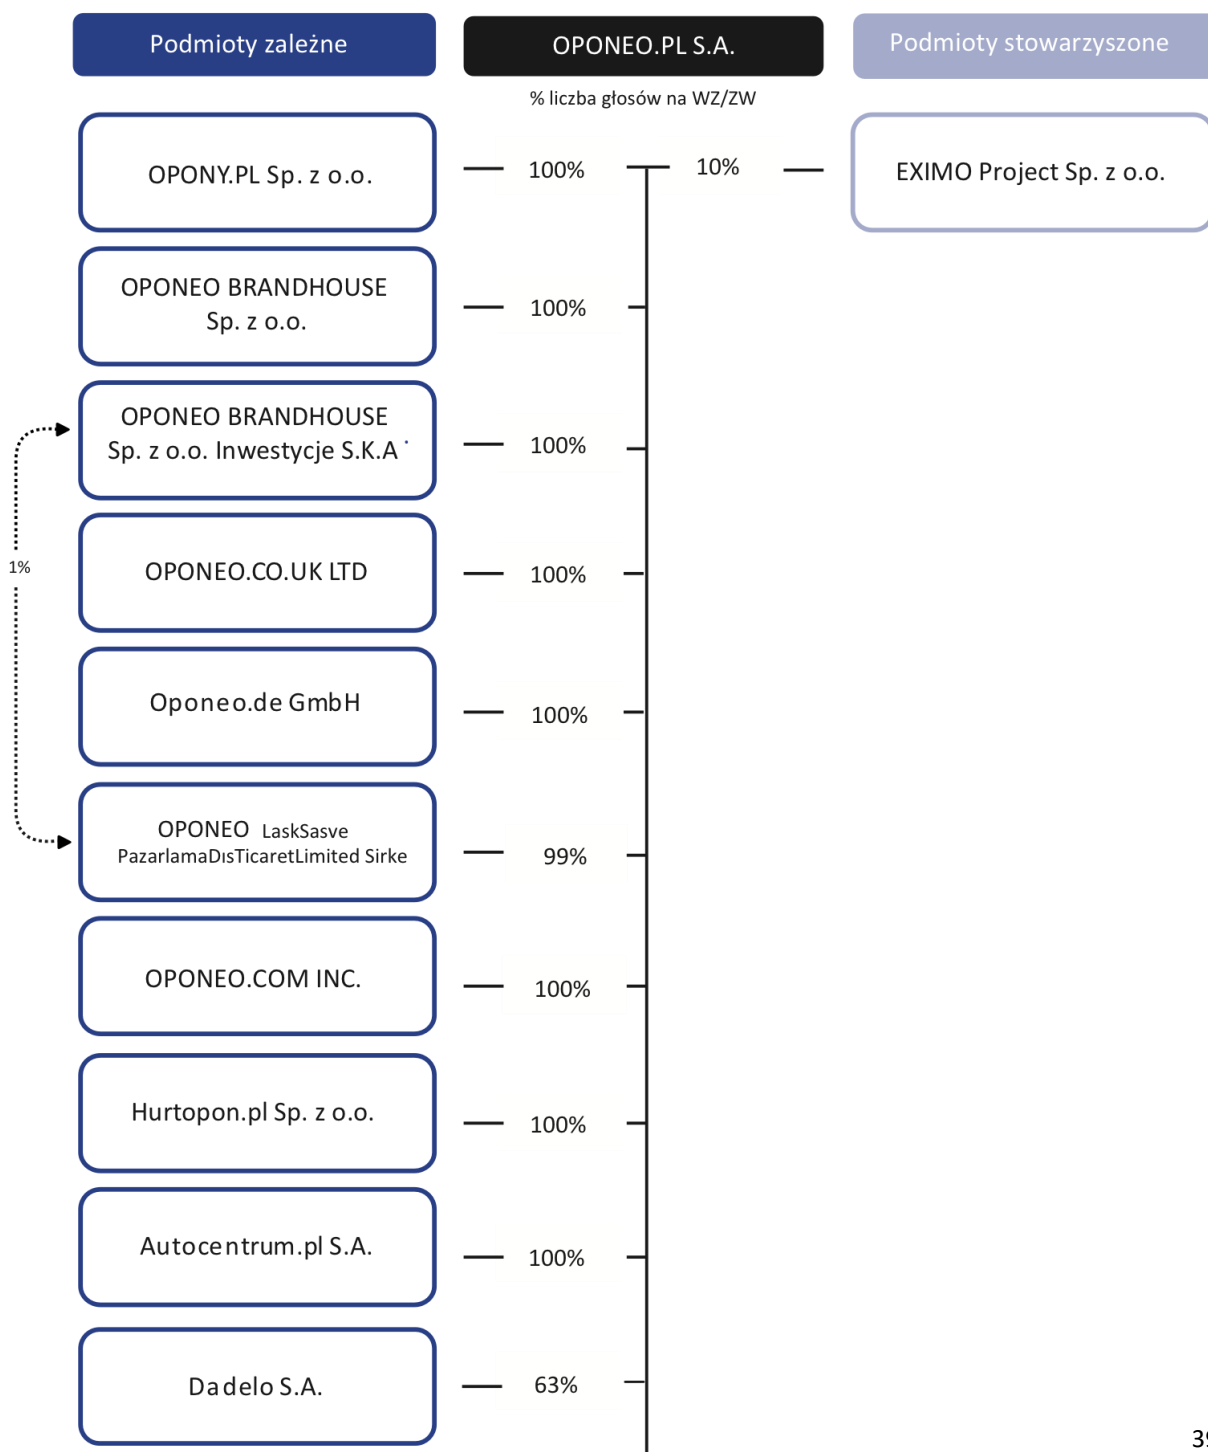 Podmioty zależne
OPONEO.PL S.A.
Podmioty stowarzyszone
% liczba głosów na WZ/ZW
OPONY.PL Sp. z o.o.
100%
10%
EXIMO Project Sp. z o.o.
OPONEO BRANDHOUSE
Sp. z o.o.
100%
OPONEO BRANDHOUSE
Sp. z o.o. Inwestycje S.K.A
100%
1%
OPONEO.CO.UK LTD
100%
Oponeo.de GmbH
100%
OPONEO LaskSasve
PazarlamaDısTicaretLimited Sirke
99%
OPONEO.COM INC.
100%
Hurtopon.pl Sp. z o.o.
100%
Autocentrum.pl S.A.
100%
Dadelo S.A.
63%
39